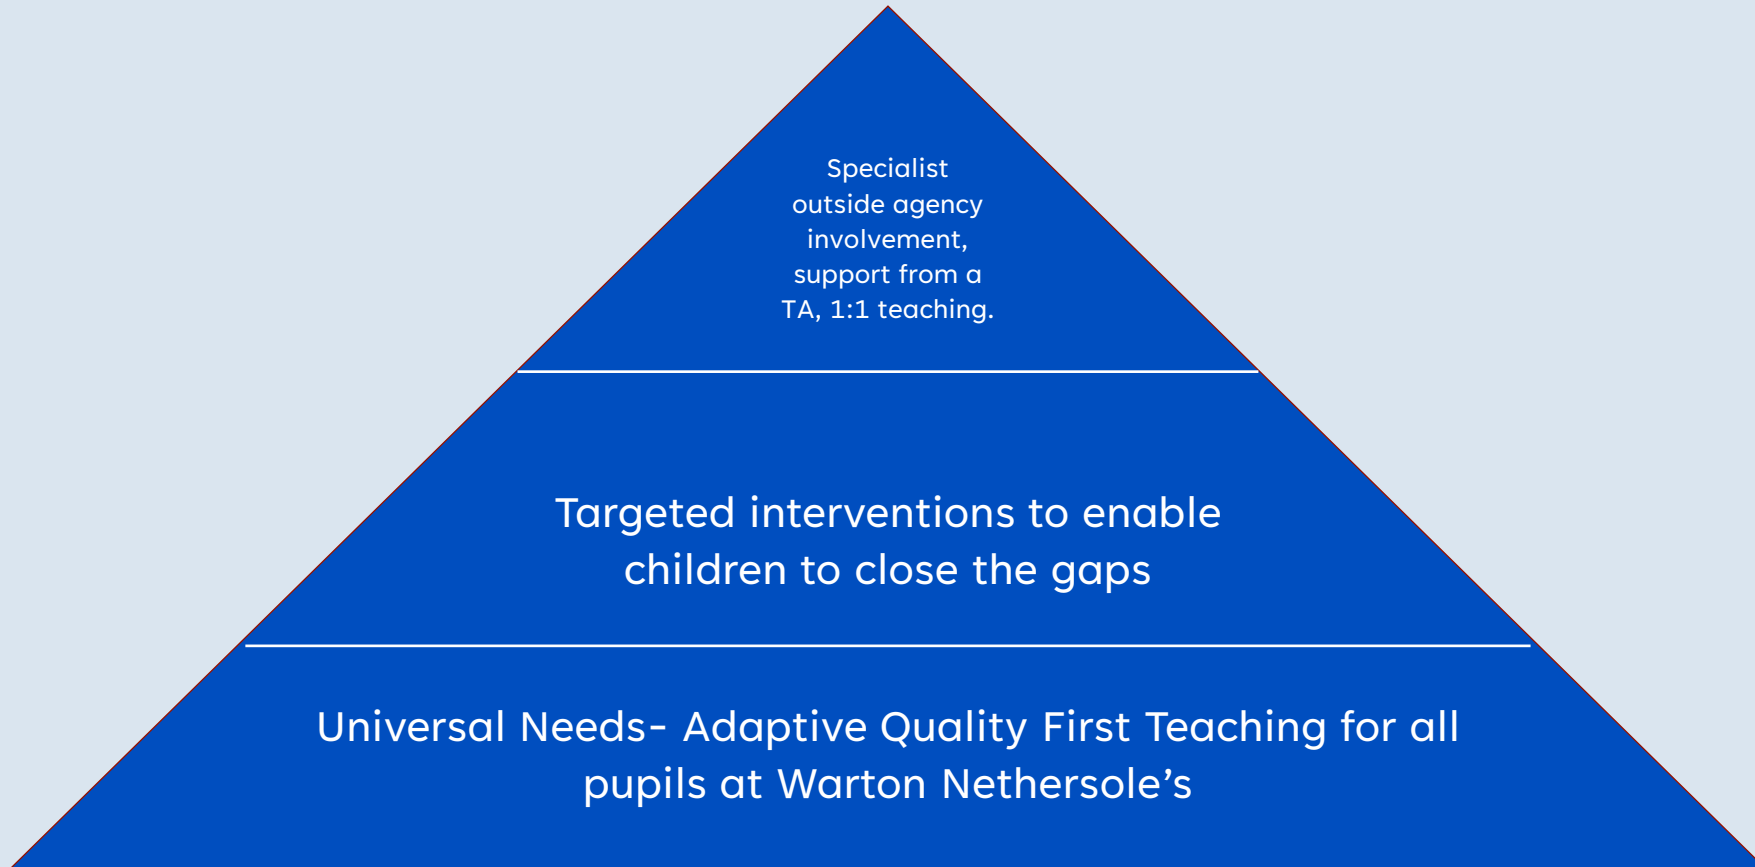 Specialist
outside agency
involvement,
support from a
TA, 1:1 teaching.
Targeted interventions to enable
children to close the gaps
Universal Needs- Adaptive Quality First Teaching for all
pupils at Warton Nethersole’s